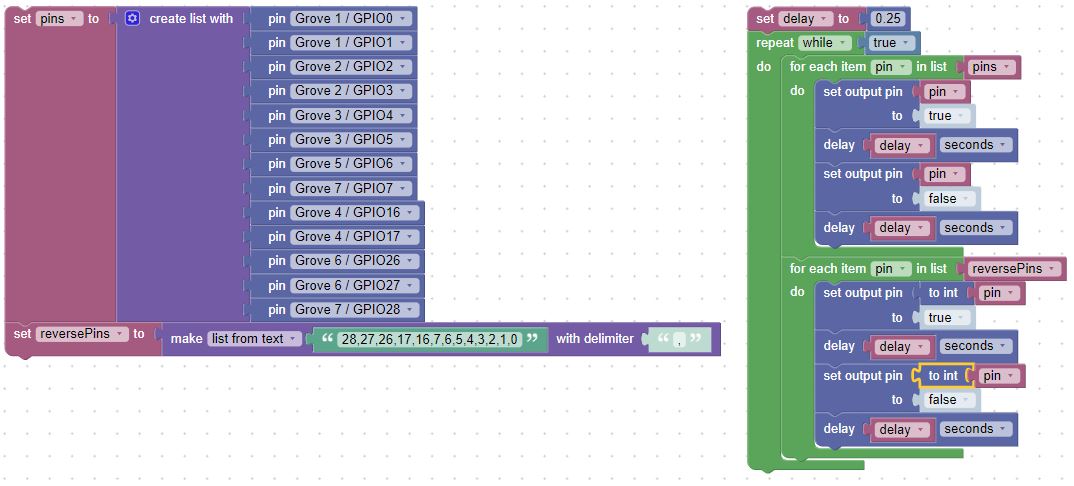 set pins to create list with pin Grove 1 / GPIO0
pin Grove 1 / GPIO1
pin Grove 2 / GPIO2
pin Grove 2 / GPIO3
pin Grove 3 / GPIO4
pin Grove 3 / GPIO5
pin Grove 5 / GPIO6
pin Grove 7 / GPIO7
pin Grove 4 / GPIO16
pin Grove 4 / GPIO17
pin Grove 6 / GPIO26
pin Grove 6 / GPIO27
pin Grove 7 / GPIO28
set reversePins to make list from text “ 28,27,26,17,16,7,6,5,4,3,2,1,0 ” with delimiter “ , ”
set delay to 0.25
repeat while true
do for each item pin in list pins
do set output pin pin
to true
delay delay seconds
set output pin pin
to false
delay delay seconds
for each item pin in list reversePins
do set output pin to int pin
to true
delay delay seconds
set output pin to int pin
to false
delay delay seconds